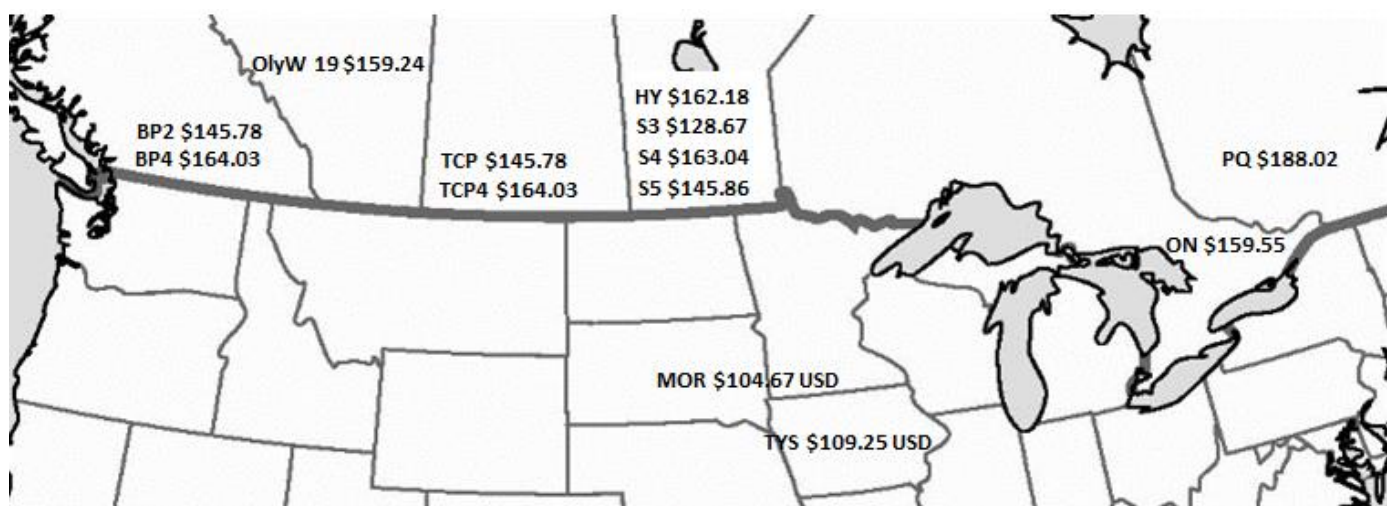 OlyW 19 $159.24
BP2 $145.78
BP4 $164.03
TCP $145.78
TCP4 $164.03
HY $162.18
S3 $128.67
S4 $163.04
S5 $145.86
PQ $188.02
ON $159.55
MOR $104.67 USD
TYS $109.25 USD